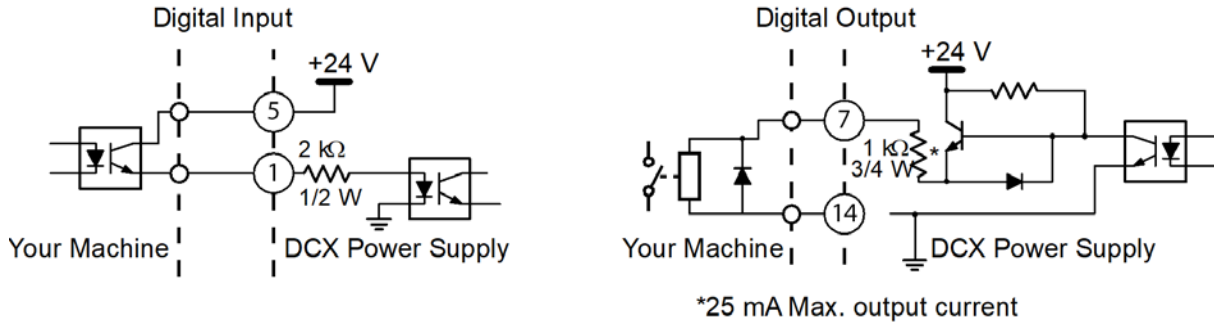 Digital Input
+24 V
5
1
2 kΩ
1/2 W
Your Machine
DCX Power Supply
Digital Output
+24 V
7
1 kΩ *
3/4 W
14
Your Machine
DCX Power Supply
*25 mA Max. output current